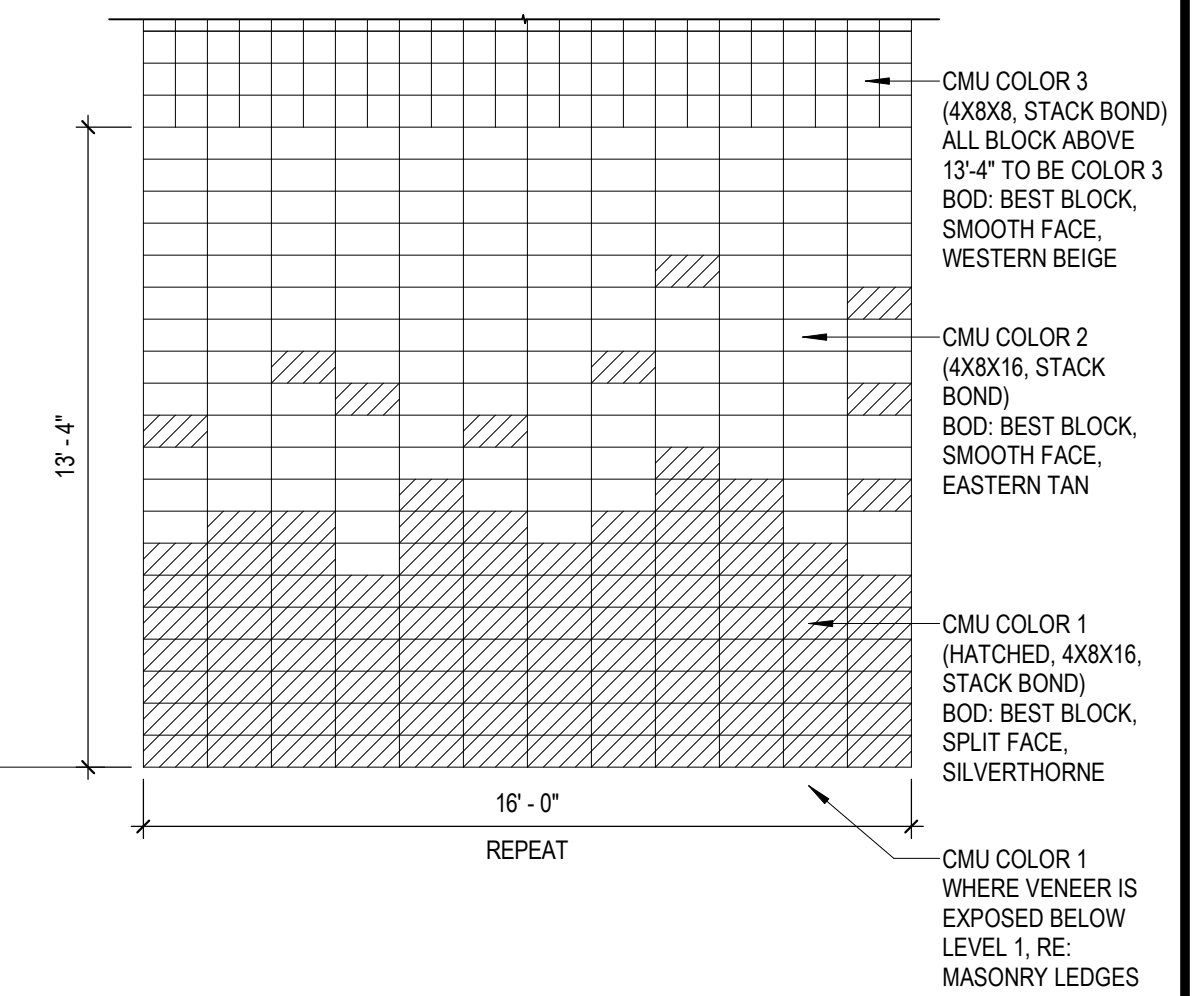 CMU COLOR 3
(4X8X8, STACK BOND)
ALL BLOCK ABOVE
13'-4" TO BE COLOR 3
BOD: BEST BLOCK,
SMOOTH FACE,
WESTERN BEIGE
CMU COLOR 2
(4X8X16, STACK
BOND)
BOD: BEST BLOCK,
SMOOTH FACE,
EASTERN TAN
13' - 4"
CMU COLOR 1
(HATCHED, 4X8X16,
STACK BOND)
BOD: BEST BLOCK,
SPLIT FACE,
SILVERTHORNE
16' - 0"
REPEAT
CMU COLOR 1
WHERE VENEER IS
EXPOSED BELOW
LEVEL 1, RE:
MASONRY LEDGES